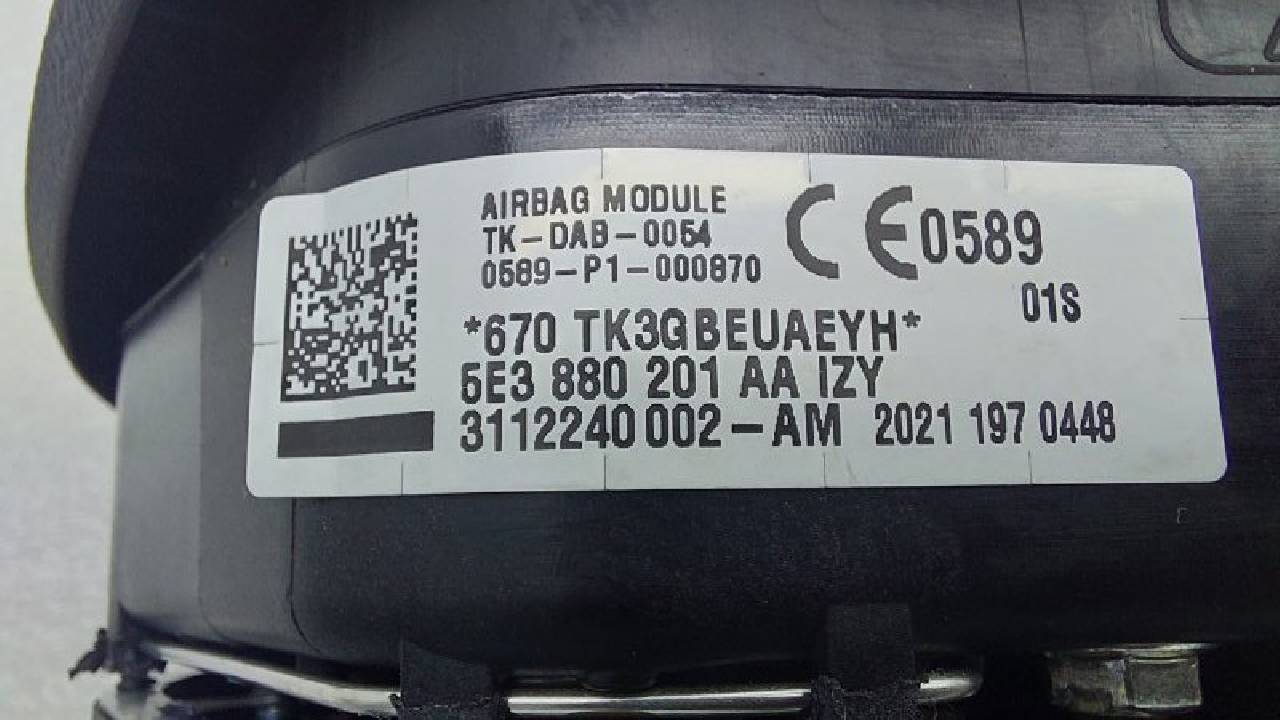 AIRBAG MODULE
TK-DAB-0054
0589-P1-000870
CE0589
01S
*670 TK3GBEUAEYH*
5E3 880 201 AA IZY
3112240002-AM 2021 197 0448